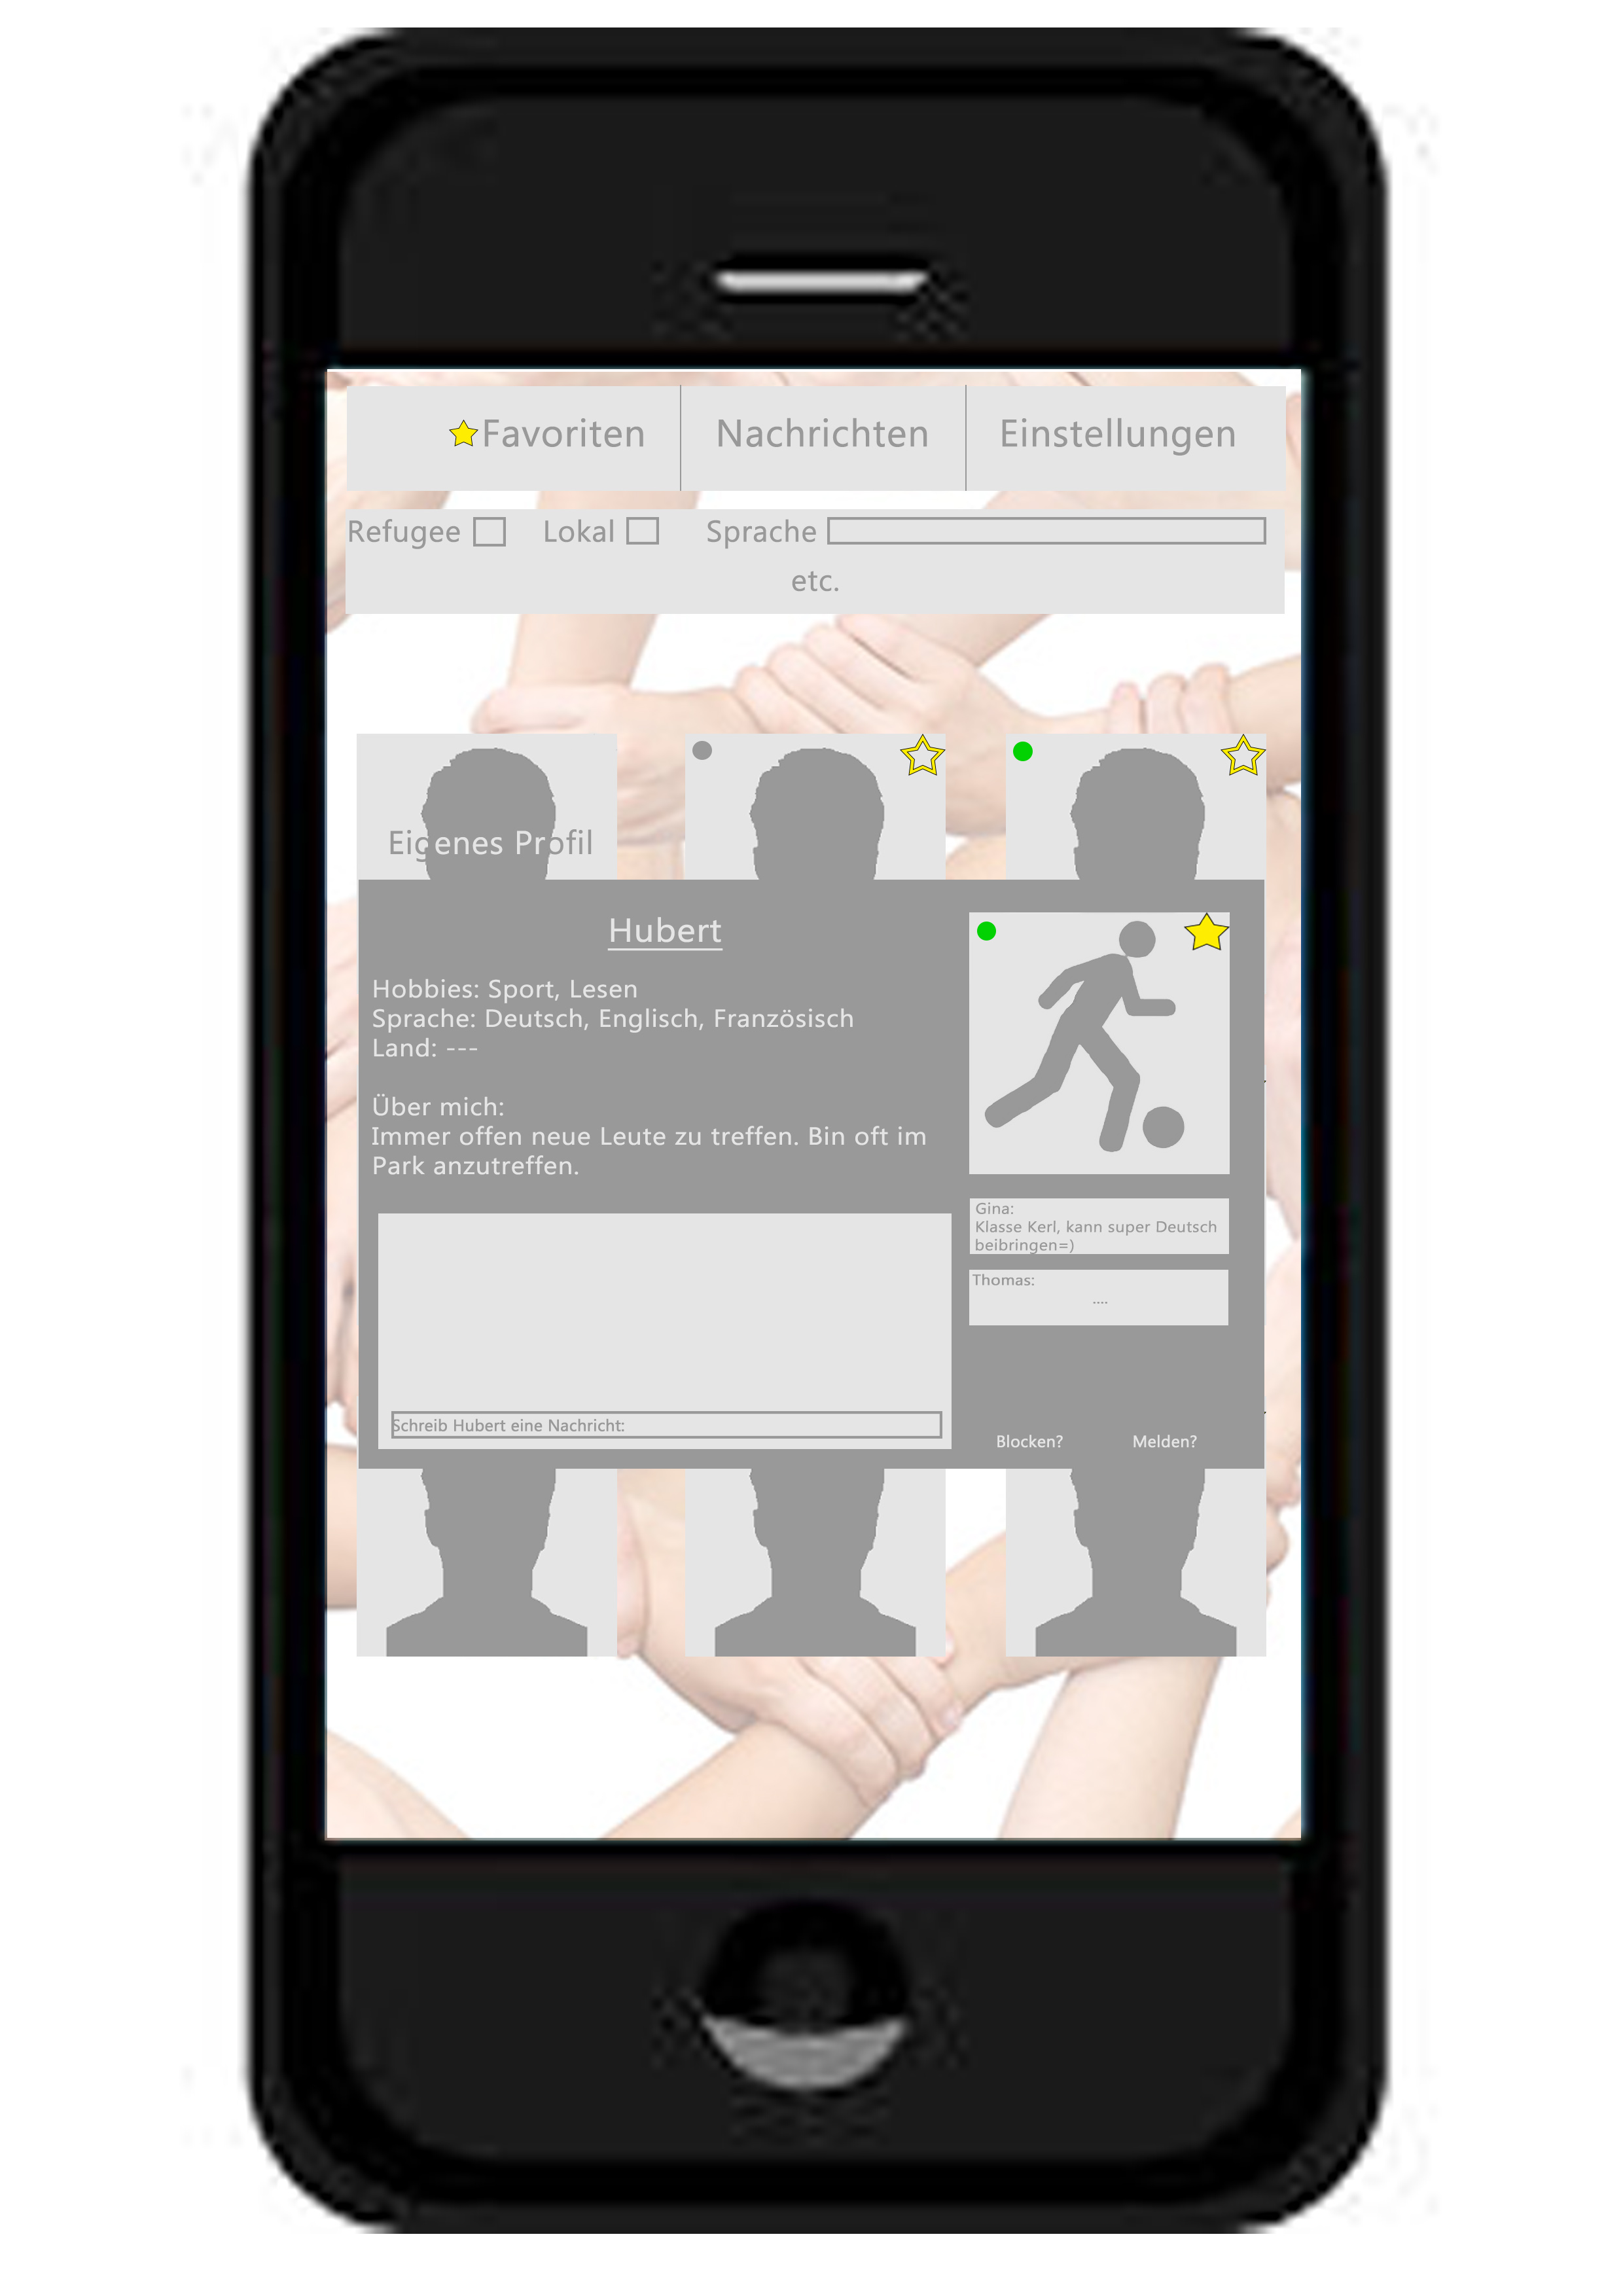 Favoriten Nachrichten Einstellungen
Refugee Lokal Sprache
etc.
Eigenes Profil
Hubert
Hobbies: Sport, Lesen
Sprache: Deutsch, Englisch, Französisch
Land: ---
Über mich:
Immer offen neue Leute zu treffen. Bin oft im
Park anzutreffen.
Gina:
Klasse Kerl, kann super Deutsch
beibringen=)
Thomas:
....
Schreib Hubert eine Nachricht:
Blocken? Melden?